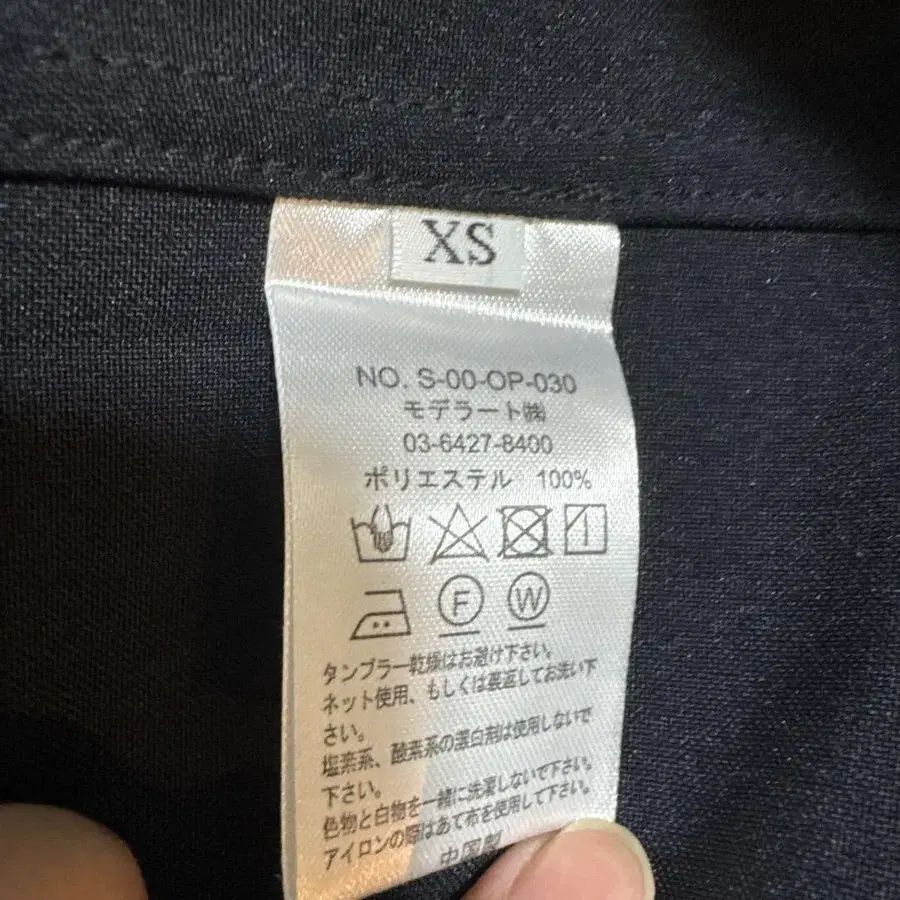 XS
NO. S-00-OP-030
モデラート㈱
03-6427-8400
ポリエステル 100%
F W
タンブラー乾燥はお避け下さい。
ネット使用、もしくは裏返してお洗い下
さい。
塩素系、酸素系の漂白剤は使用しないで
下さい。
色物と白物を一緒に洗濯しないで下さい。
アイロンの際はあて布を使用して下さい。
中国製